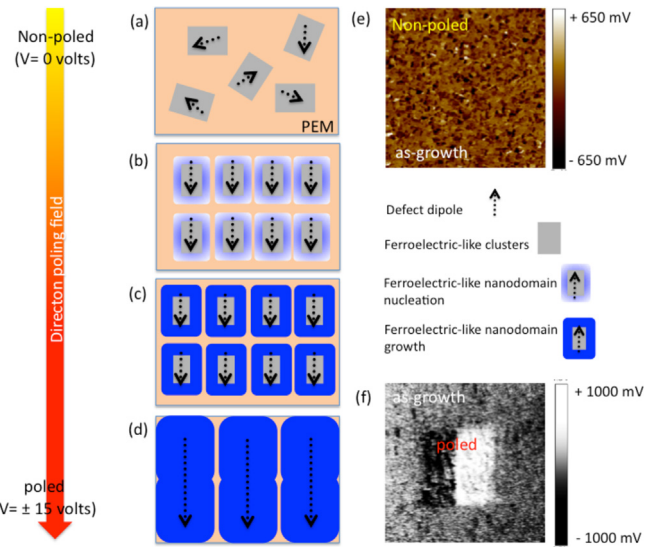 Non-poled
(V= 0 volts)
Directon poling field
poled
V= ± 15 volts)
(a)
PEM
(b)
(c)
(d)
(e)
Non-Poled
as-growth
+ 650 mV
- 650 mV
Defect dipole
Ferroelectric-like clusters
Ferroelectric-like nanodomain
nucleation
Ferroelectric-like nanodomain
growth
(f)
as-growth
poled
+ 1000 mV
- 1000 mV